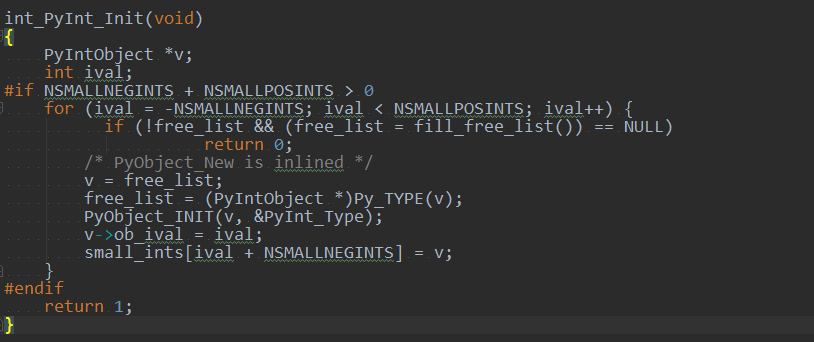 int_PyInt_Init(void)
{
    PyIntObject *v;
    int ival;
#if NSMALLNEGINTS + NSMALLPOSINTS > 0
    for (ival = -NSMALLNEGINTS; ival < NSMALLPOSINTS; ival++) {
          if (!free_list && (free_list = fill_free_list()) == NULL)
                    return 0;
        /* PyObject_New is inlined */
        v = free_list;
        free_list = (PyIntObject *)Py_TYPE(v);
        PyObject_INIT(v, &PyInt_Type);
        v->ob_ival = ival;
        small_ints[ival + NSMALLNEGINTS] = v;
    }
#endif
    return 1;
}